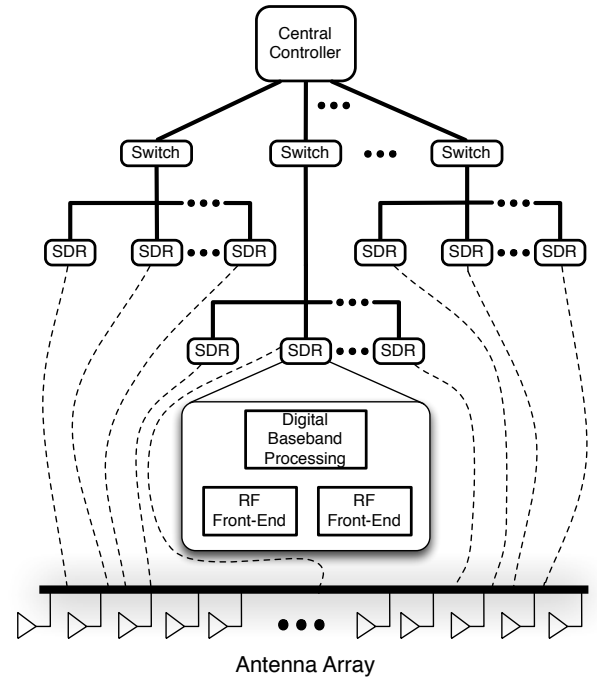 Central
Controller
Switch
Switch
Switch
SDR
SDR
SDR
SDR
SDR
SDR
SDR
SDR
SDR
Digital
Baseband
Processing
RF
Front-End
RF
Front-End
Antenna Array